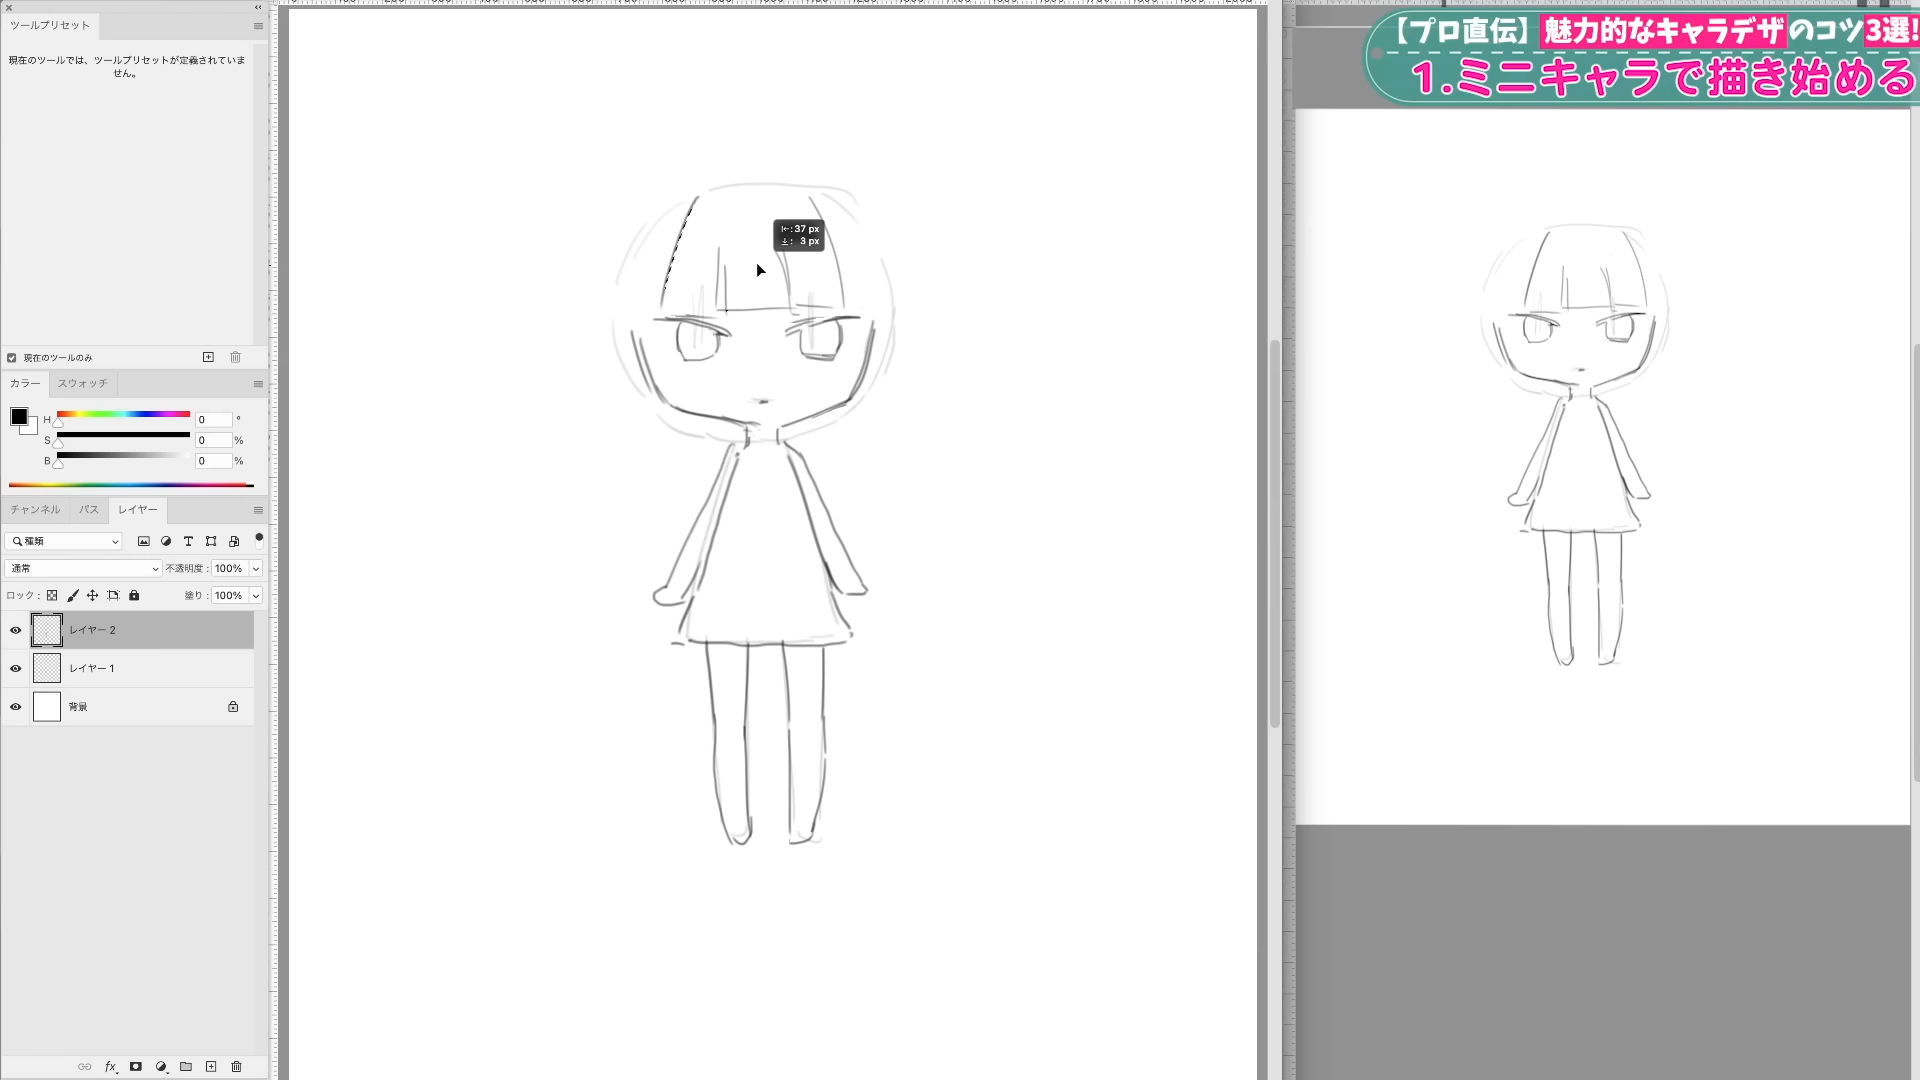 ツールプリセット
現在のツールでは、ツールプリセットが定義されていま
せん。
現在のツールのみ
カラー
スウォッチ
H
0
°
S
0
%
B
0
%
チャンネル
パス
レイヤー
種類
通常
不透明度 :
100%
ロック :
塗り :
100%
レイヤー 2
レイヤー 1
背景
fx
37 px
3 px
【プロ直伝】魅力的なキャラデザのコツ3選!
1.ミニキャラで描き始める